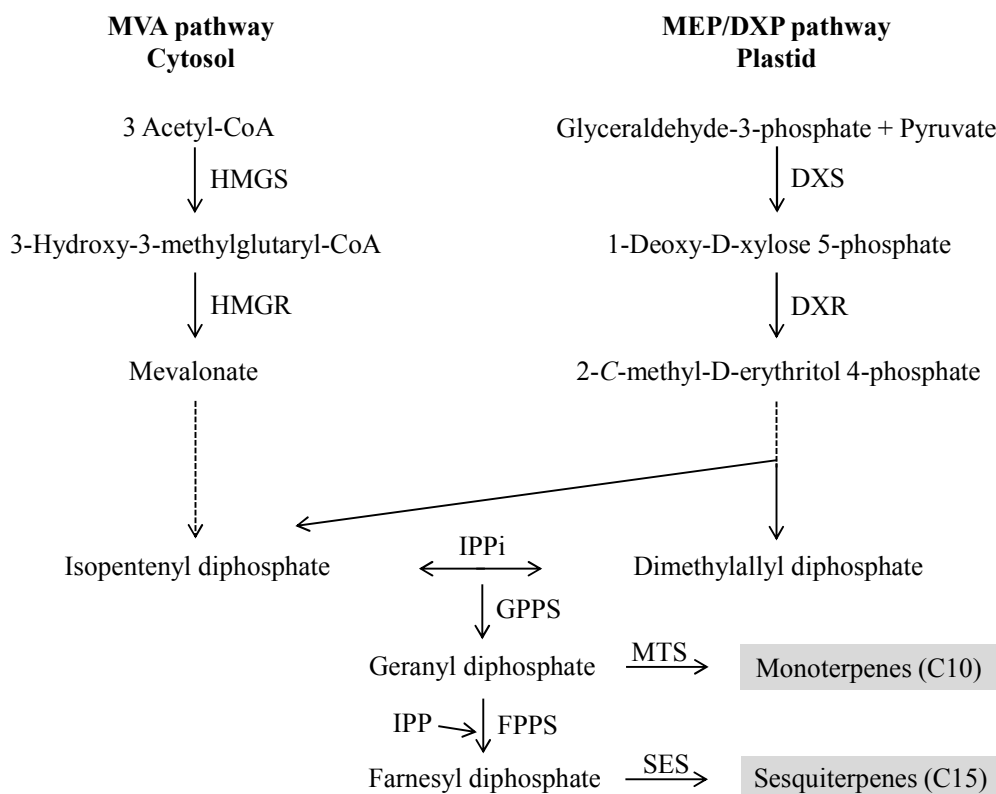 MVA pathway
Cytosol
MEP/DXP pathway
Plastid
3 Acetyl-CoA
Glyceraldehyde-3-phosphate + Pyruvate
HMGS
DXS
3-Hydroxy-3-methylglutaryl-CoA
1-Deoxy-D-xylose 5-phosphate
HMGR
DXR
Mevalonate
2-C-methyl-D-erythritol 4-phosphate
IPPi
Isopentenyl diphosphate
Dimethylallyl diphosphate
GPPS
Geranyl diphosphate
MTS
Monoterpenes (C10)
IPP
FPPS
Farnesyl diphosphate
SES
Sesquiterpenes (C15)